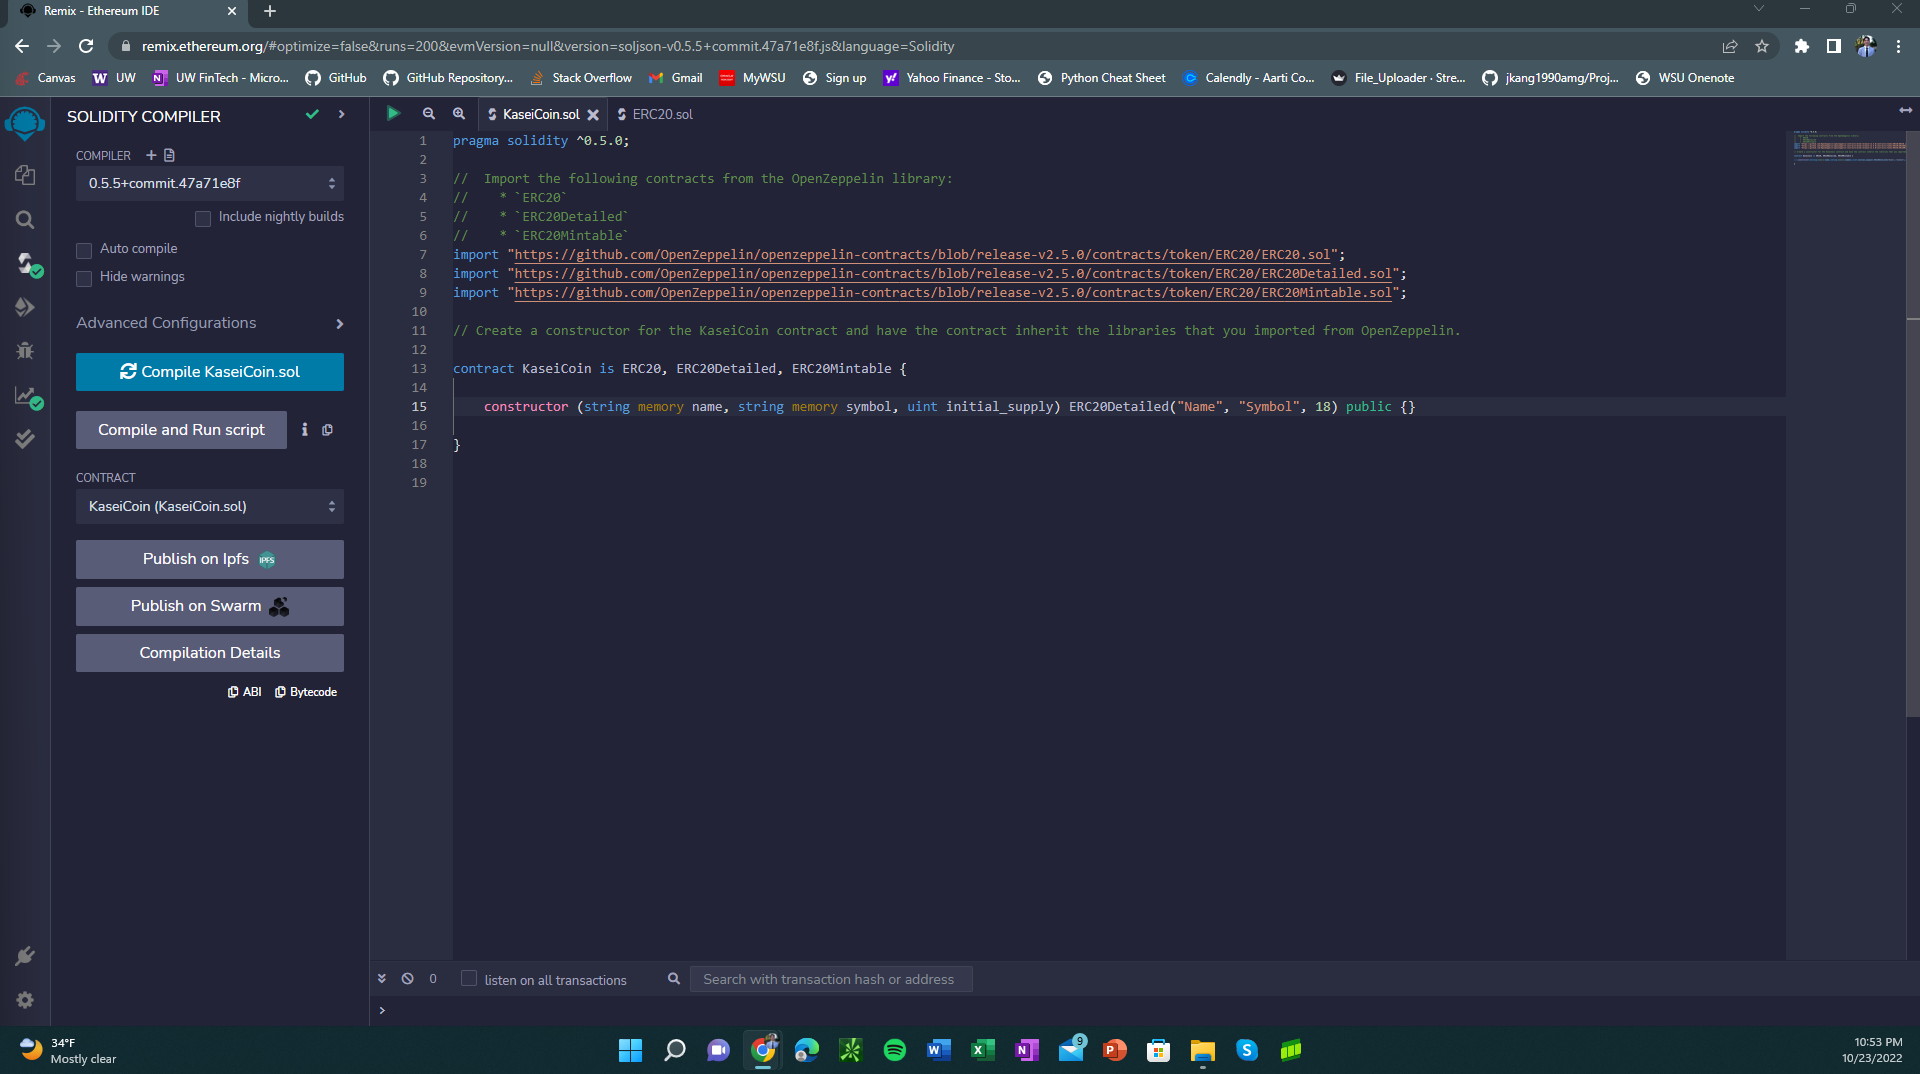 Remix - Ethereum IDE
remix.ethereum.org/#optimize=false&runs=200&evmVersion=null&version=soljson-v0.5.5+commit.47a71e8f.js&language=Solidity
Canvas UW UW FinTech - Micro... GitHub GitHub Repository... Stack Overflow Gmail MyWSU Sign up Yahoo Finance - Sto... Python Cheat Sheet Calendly - Aarti Co... File_Uploader · Stre... jkang1990amg/Proj... WSU Onenote
SOLIDITY COMPILER
COMPILER
0.5.5+commit.47a71e8f
Include nightly builds
Auto compile
Hide warnings
Advanced Configurations
Compile KaseiCoin.sol
Compile and Run script
CONTRACT
KaseiCoin (KaseiCoin.sol)
Publish on Ipfs IPFS
Publish on Swarm
Compilation Details
ABI Bytecode
KaseiCoin.sol ERC20.sol
1 pragma solidity ^0.5.0;
2
3 //  Import the following contracts from the OpenZeppelin library:
4 //    * `ERC20`
5 //    * `ERC20Detailed`
6 //    * `ERC20Mintable`
7 import "https://github.com/OpenZeppelin/openzeppelin-contracts/blob/release-v2.5.0/contracts/token/ERC20/ERC20.sol";
8 import "https://github.com/OpenZeppelin/openzeppelin-contracts/blob/release-v2.5.0/contracts/token/ERC20/ERC20Detailed.sol";
9 import "https://github.com/OpenZeppelin/openzeppelin-contracts/blob/release-v2.5.0/contracts/token/ERC20/ERC20Mintable.sol";
10
11 // Create a constructor for the KaseiCoin contract and have the contract inherit the libraries that you imported from OpenZeppelin.
12
13 contract KaseiCoin is ERC20, ERC20Detailed, ERC20Mintable {
14
15     constructor (string memory name, string memory symbol, uint initial_supply) ERC20Detailed("Name", "Symbol", 18) public {}
16
17 }
18
19
0 listen on all transactions Search with transaction hash or address
>
34°F
Mostly clear
9
10:53 PM
10/23/2022